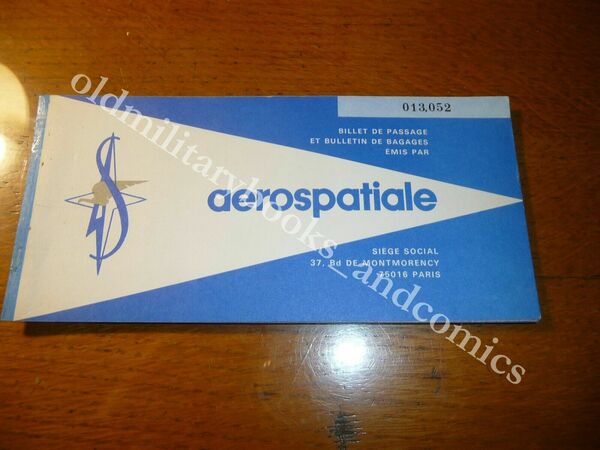 013,052
BILLET DE PASSAGE
ET BULLETIN DE BAGAGES
ÉMIS PAR
aerospatiale
SIÈGE SOCIAL
37, Bd DE MONTMORENCY
75016 PARIS
oldmilitarybooks_andcomics